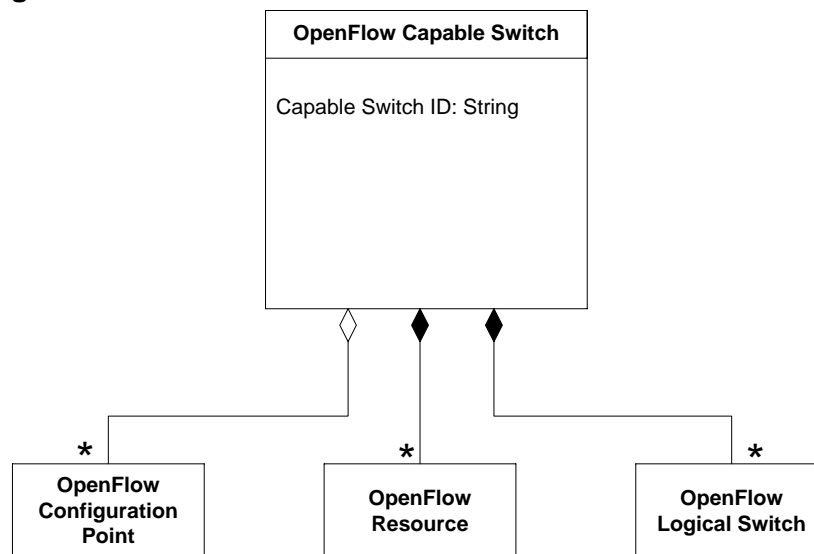 OpenFlow Capable Switch
Capable Switch ID: String
* * *
OpenFlow
Configuration
Point
OpenFlow
Resource
OpenFlow
Logical Switch